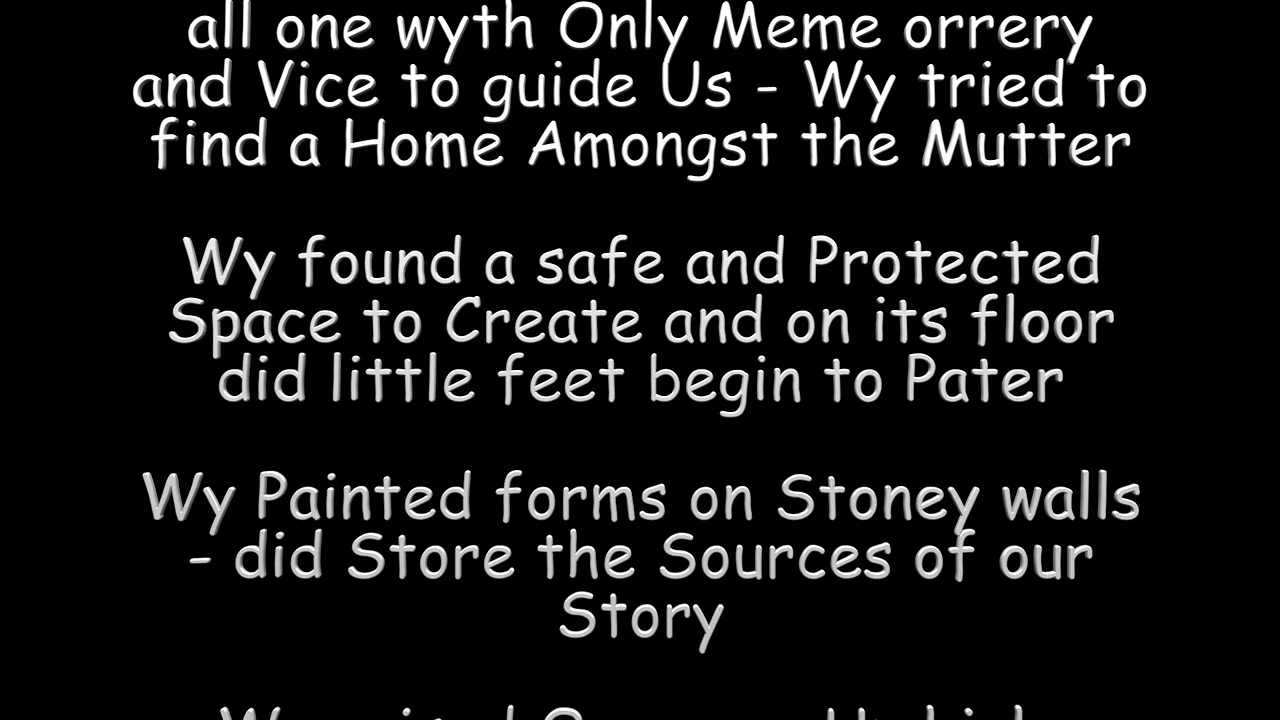 all one wyth Only Meme orrery
and Vice to guide Us - Wy tried to
find a Home Amongst the Mutter
Wy found a safe and Protected
Space to Create and on its floor
did little feet begin to Pater
Wy Painted forms on Stoney walls
- did Store the Sources of our
Story